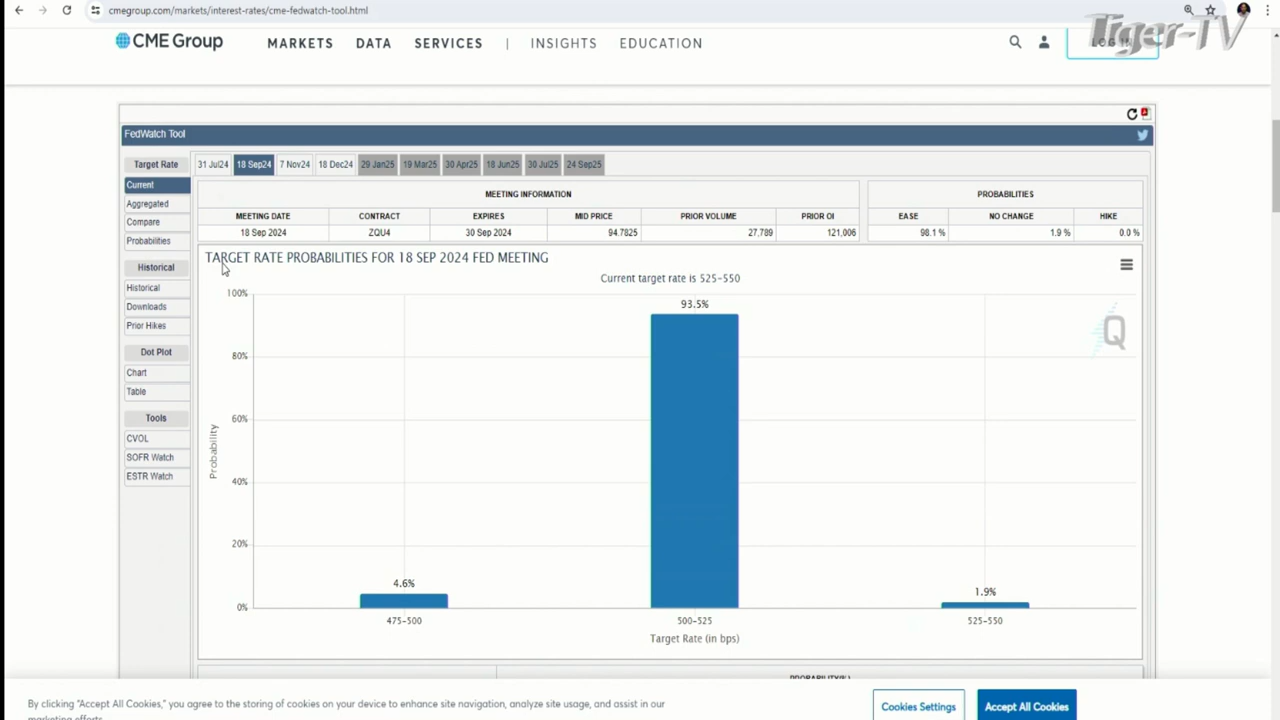 cmegroup.com/markets/interest-rates/cme-fedwatch-tool.html
Tiger-TV
CME Group
MARKETS DATA SERVICES | INSIGHTS EDUCATION
LOG IN
FedWatch Tool
Target Rate
Current
Aggregated
Compare
Probabilities
Historical
Historical
Downloads
Prior Hikes
Dot Plot
Chart
Table
Tools
CVOL
SOFR Watch
ESTR Watch
31 Jul24 18 Sep24 7 Nov24 18 Dec24 29 Jan25 19 Mar25 30 Apr25 18 Jun25 30 Jul25 24 Sep25
MEETING INFORMATION
MEETING DATE CONTRACT EXPIRES MID PRICE PRIOR VOLUME PRIOR OI
18 Sep 2024 ZQU4 30 Sep 2024 94.7825 27,789 121,006
PROBABILITIES
EASE NO CHANGE HIKE
98.1 % 1.9 % 0.0 %
TARGET RATE PROBABILITIES FOR 18 SEP 2024 FED MEETING
Current target rate is 525-550
Q
Probability
100%
80%
60%
40%
20%
0%
4.6%
93.5%
1.9%
475-500 500-525 525-550
Target Rate (in bps)
PROBABILITY(%)
By clicking "Accept All Cookies," you agree to the storing of cookies on your device to enhance site navigation, analyze site usage, and assist in our
marketing efforts.
Cookies Settings
Accept All Cookies